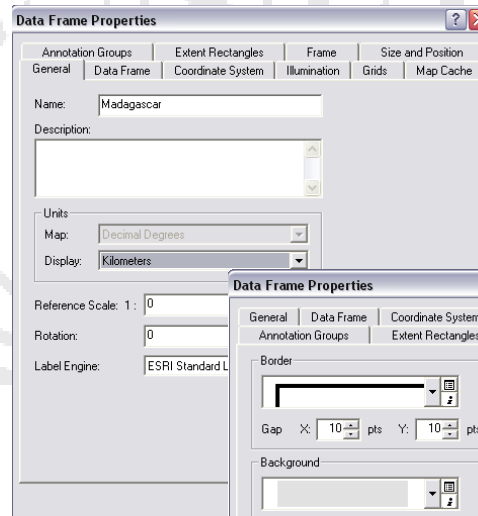 Data Frame Properties
Annotation Groups Extent Rectangles Frame Size and Position
General Data Frame Coordinate System Illumination Grids Map Cache
Name: Madagascar
Description:
Units
Map: Decimal Degrees
Display: Kilometers
Reference Scale: 1 : 0
Rotation: 0
Label Engine: ESRI Standard L
Data Frame Properties
General Data Frame Coordinate System
Annotation Groups Extent Rectangles
Border
Gap X: 10 pts Y: 10 pts
Background